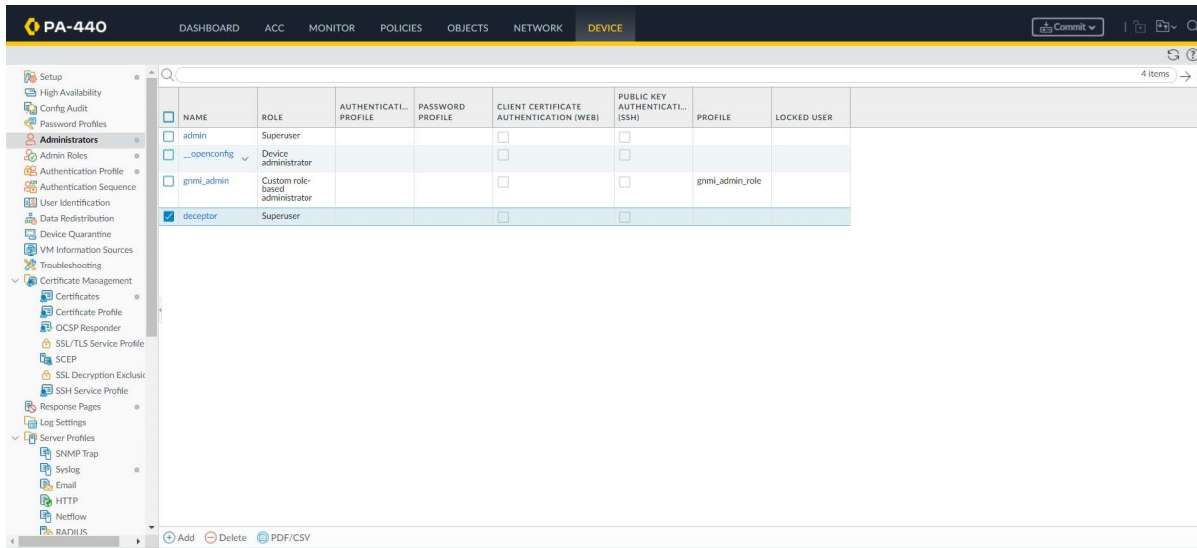 PA-440
DASHBOARD ACC MONITOR POLICIES OBJECTS NETWORK DEVICE
Commit
4 items
Setup
High Availability
Config Audit
Password Profiles
Administrators
Admin Roles
Authentication Profile
Authentication Sequence
User Identification
Data Redistribution
Device Quarantine
VM Information Sources
Troubleshooting
Certificate Management
Certificates
Certificate Profile
OCSP Responder
SSL/TLS Service Profile
SCEP
SSL Decryption Exclusic
SSH Service Profile
Response Pages
Log Settings
Server Profiles
SNMP Trap
Syslog
Email
HTTP
Netflow
RADIUS
NAME ROLE AUTHENTICATI... PROFILE PASSWORD PROFILE CLIENT CERTIFICATE AUTHENTICATION (WEB) PUBLIC KEY AUTHENTICATI... (SSH) PROFILE LOCKED USER
admin Superuser
__openconfig Device administrator
gnmi_admin Custom role-based administrator gnmi_admin_role
deceptor Superuser
Add Delete PDF/CSV